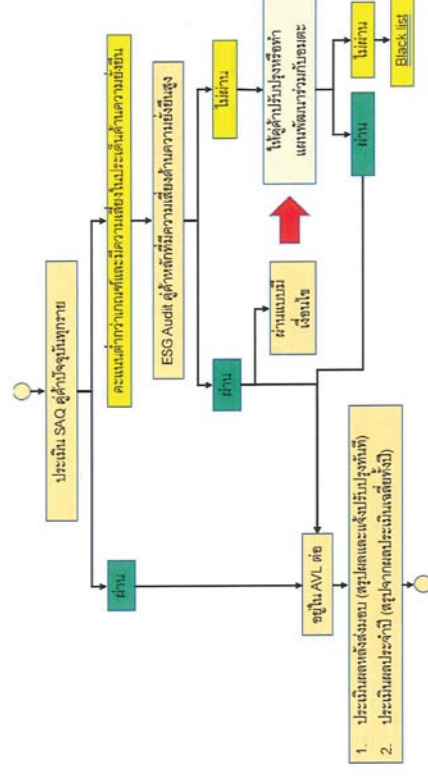 ประเมิน SAQ คู่ค้าปัจจุบันทุกราย
ผ่าน
คะแนนต่ำกว่าเกณฑ์และมีความเสี่ยงในประเด็นด้านความยั่งยืน
ESG Audit คู่ค้าหลักที่มีความเสี่ยงด้านความยั่งยืนสูง
ผ่าน
ไม่ผ่าน
ผ่านแบบมี
เงื่อนไข
ให้คู่ค้าปรับปรุงหรือทำ
แผนพัฒนาร่วมกับอมตะ
ผ่าน
ไม่ผ่าน
Black list
อยู่ใน AVL ต่อ
1. ประเมินผลหลังส่งมอบ (สรุปผลและแจ้งปรับปรุงทันที)
2. ประเมินผลประจำปี (สรุปจากผลประเมินเฉลี่ยทั้งปี)